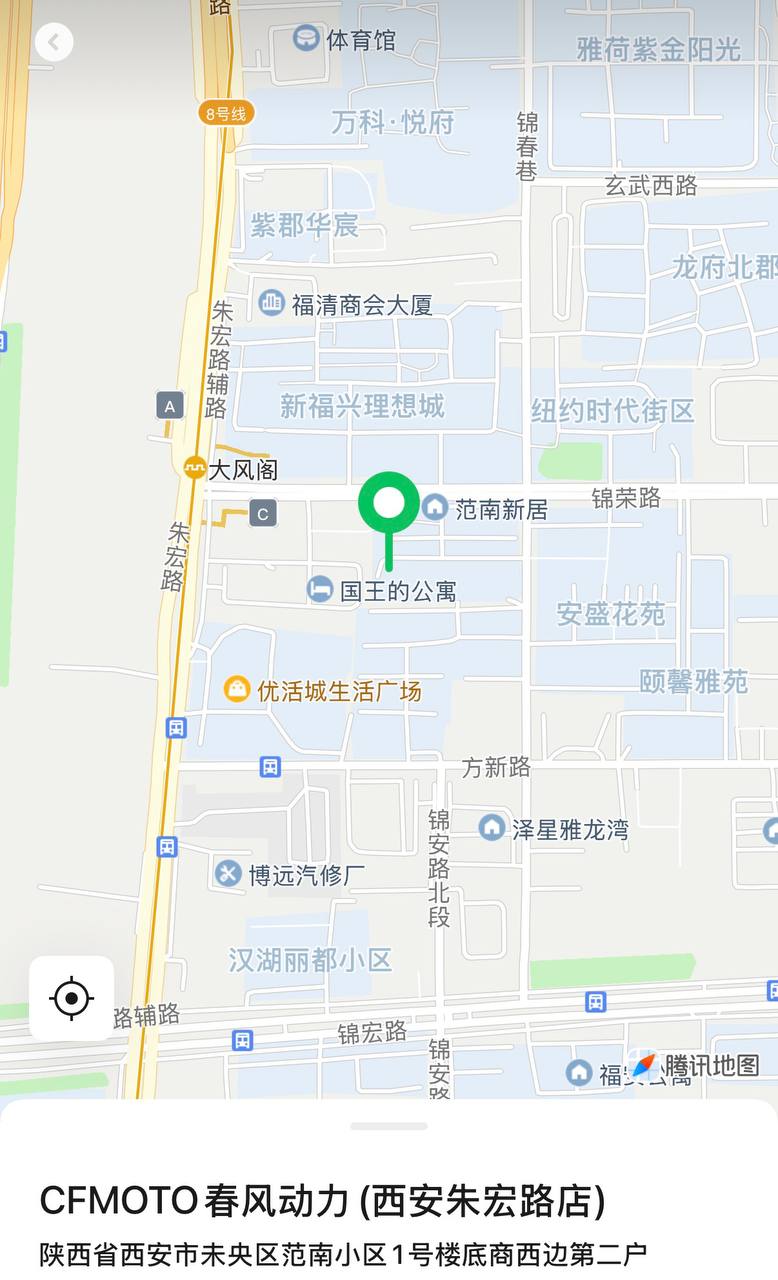 路
体育馆
雅荷紫金阳光
8号线
万科·悦府
锦春巷
玄武西路
紫郡华宸
龙府北郡
福清商会大厦
朱宏路辅路
A
新福兴理想城
纽约时代街区
大风阁
C
范南新居
锦荣路
朱宏路
国王的公寓
安盛花苑
颐馨雅苑
优活城生活广场
方新路
锦安路北段
泽星雅龙湾
博远汽修厂
汉湖丽都小区
路辅路
锦宏路
锦安路
福安公寓
腾讯地图
CFMOTO春风动力 (西安朱宏路店)
陕西省西安市未央区范南小区1号楼底商西边第二户